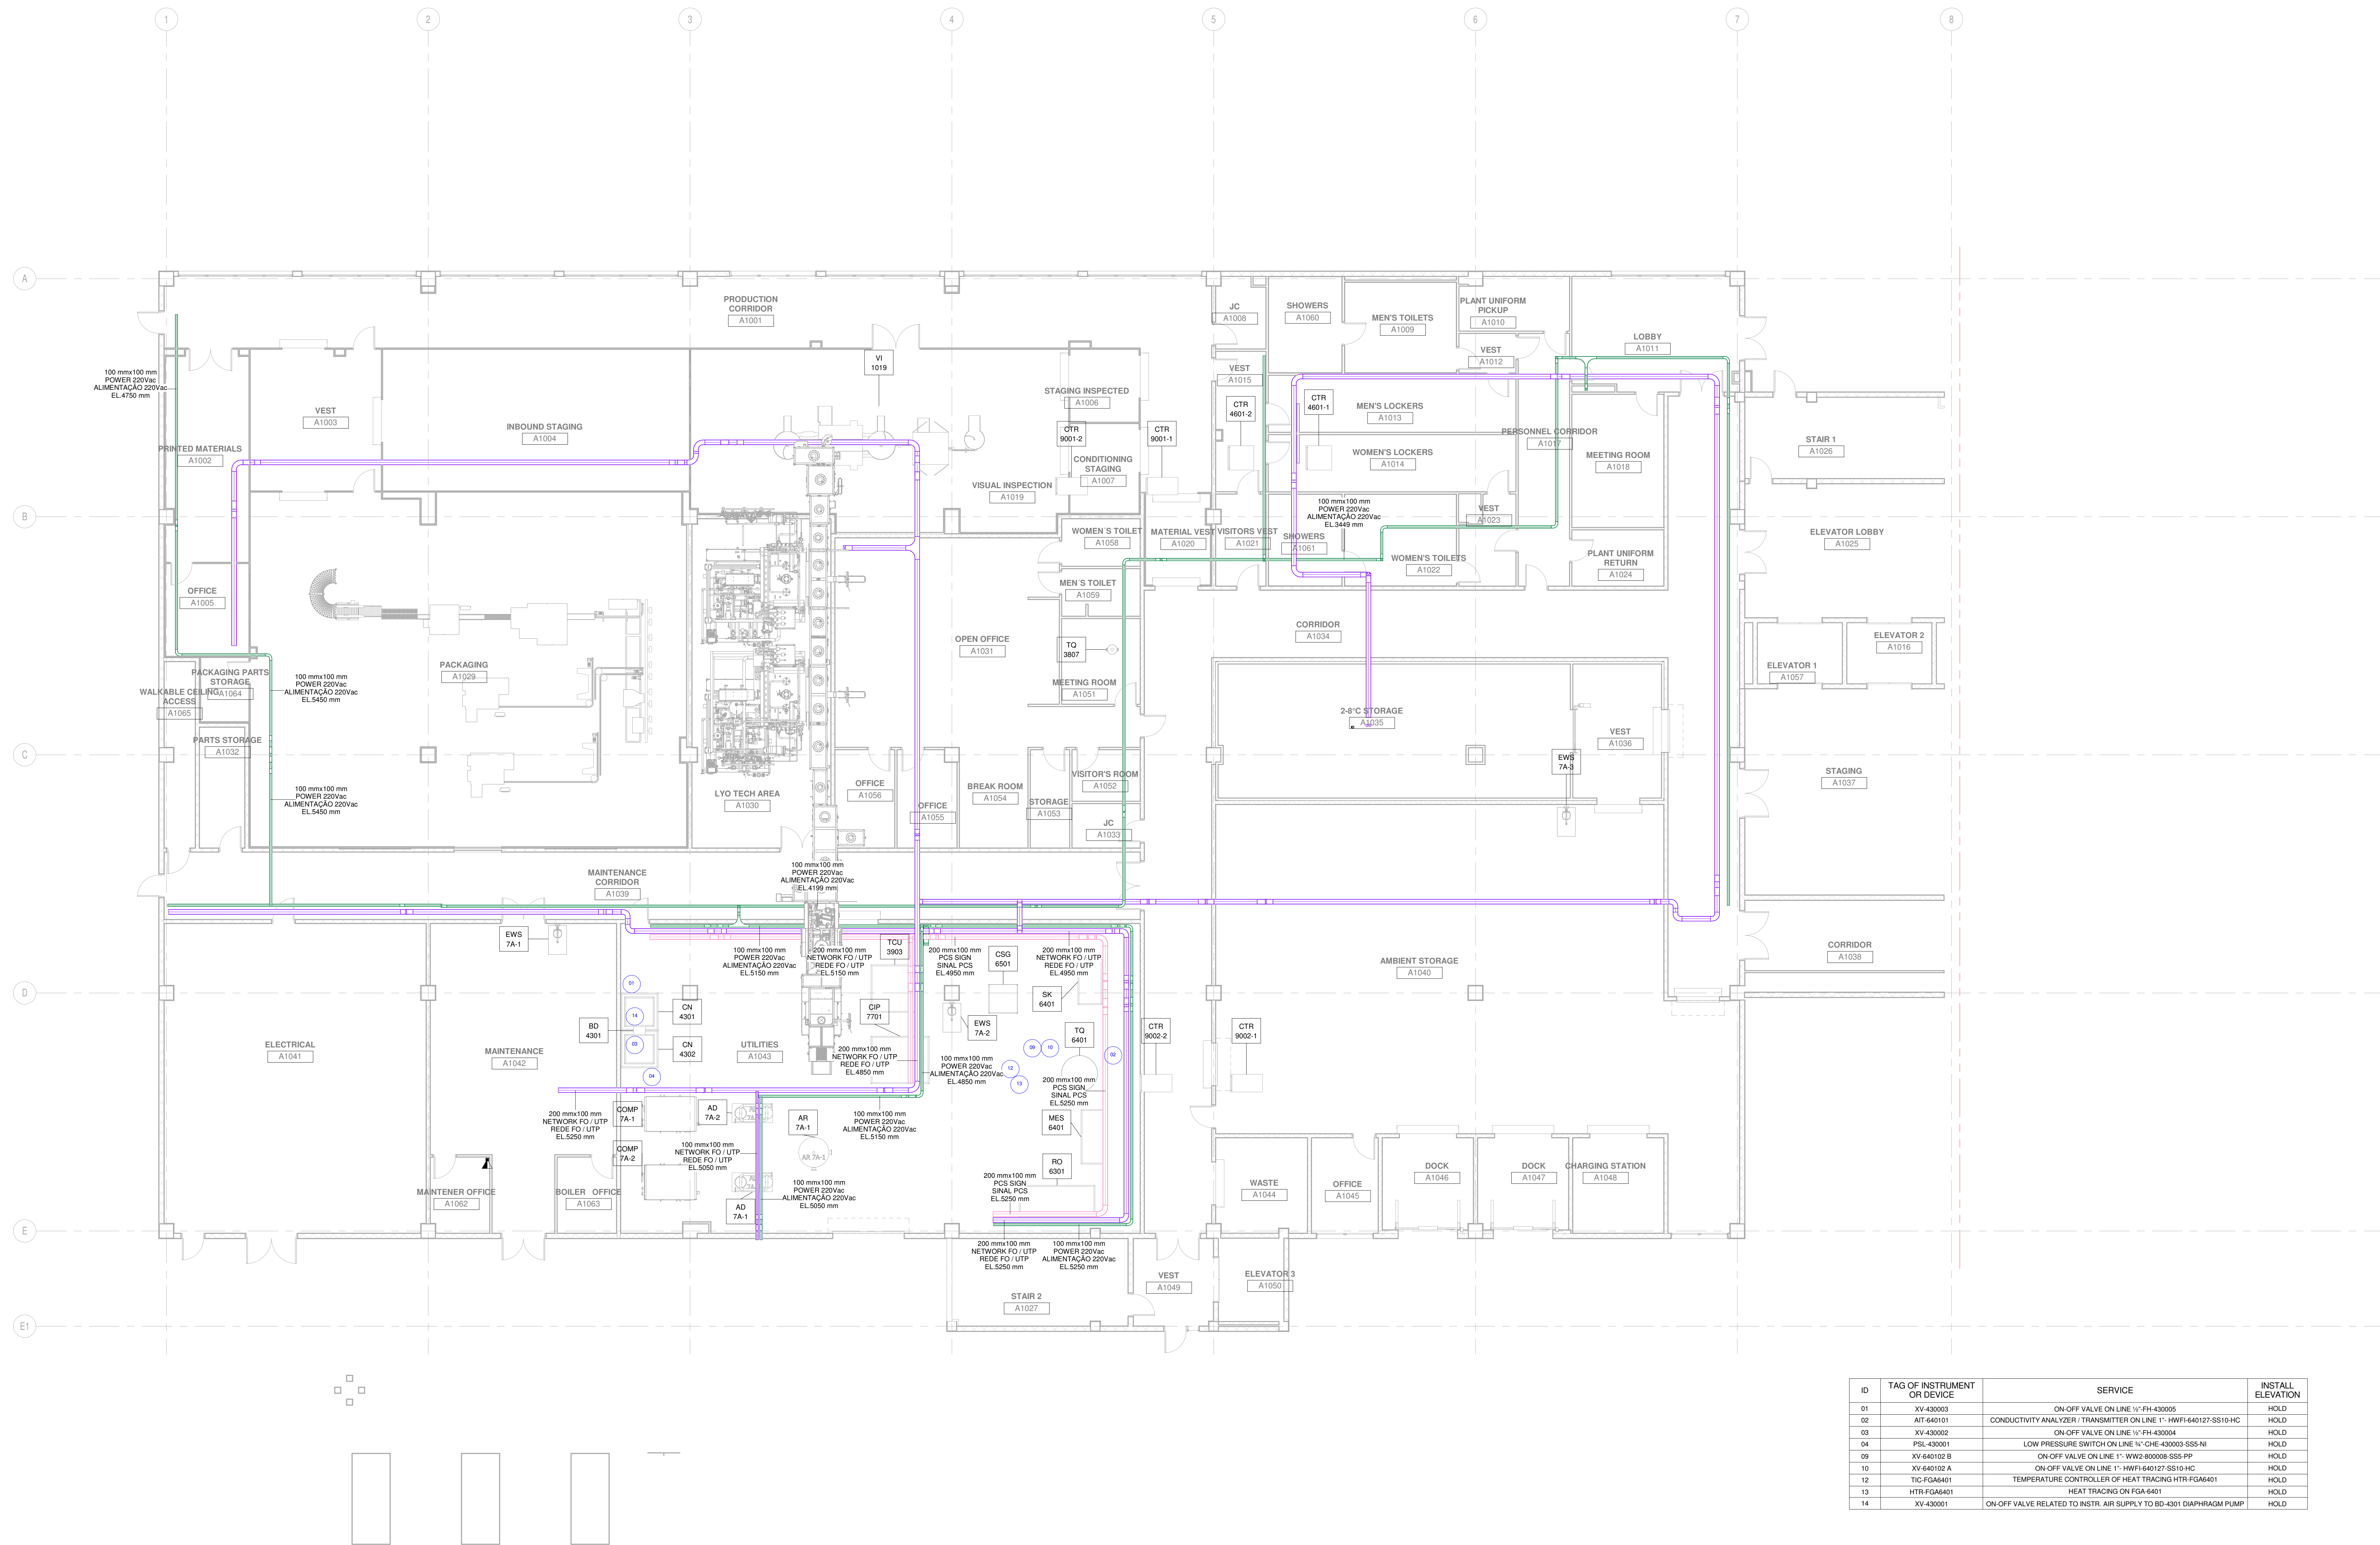 1
2
3
4
5
6
7
8
A
B
C
D
E
E1
PRODUCTION
CORRIDOR
A1001
JC
A1008
SHOWERS
A1060
MEN'S TOILETS
A1009
PLANT UNIFORM
PICKUP
A1010
LOBBY
A1011
VEST
A1012
VEST
A1015
VI
1019
100 mmx100 mm
POWER 220Vac
ALIMENTAÇÃO 220Vac
EL.4750 mm
VEST
A1003
INBOUND STAGING
A1004
STAGING INSPECTED
A1006
CTR
4601-2
CTR
4601-1
MEN'S LOCKERS
A1013
PERSONNEL CORRIDOR
A1017
PRINTED MATERIALS
A1002
CTR
9001-2
CTR
9001-1
CONDITIONING
STAGING
A1007
VISUAL INSPECTION
A1019
WOMEN'S LOCKERS
A1014
MEETING ROOM
A1018
STAIR 1
A1026
100 mmx100 mm
POWER 220Vac
ALIMENTAÇÃO 220Vac
EL.3449 mm
VEST
A1023
WOMEN´S TOILET
A1058
MATERIAL VEST
A1020
VISITORS VEST
A1021
SHOWERS
A1061
WOMEN'S TOILETS
A1022
PLANT UNIFORM
RETURN
A1024
ELEVATOR LOBBY
A1025
OFFICE
A1005
MEN´S TOILET
A1059
OPEN OFFICE
A1031
TQ
3807
CORRIDOR
A1034
ELEVATOR 2
A1016
ELEVATOR 1
A1057
PACKAGING
A1029
PACKAGING PARTS
STORAGE
A1064
WALKABLE CEILING
ACCESS
A1065
100 mmx100 mm
POWER 220Vac
ALIMENTAÇÃO 220Vac
EL.5450 mm
MEETING ROOM
A1051
2-8°C STORAGE
A1035
VEST
A1036
PARTS STORAGE
A1032
EWS
7A-3
STAGING
A1037
100 mmx100 mm
POWER 220Vac
ALIMENTAÇÃO 220Vac
EL.5450 mm
LYO TECH AREA
A1030
OFFICE
A1056
OFFICE
A1055
BREAK ROOM
A1054
STORAGE
A1053
VISITOR'S ROOM
A1052
JC
A1033
MAINTENANCE
CORRIDOR
A1039
100 mmx100 mm
POWER 220Vac
ALIMENTAÇÃO 220Vac
EL.4199 mm
EWS
7A-1
100 mmx100 mm
POWER 220Vac
ALIMENTAÇÃO 220Vac
EL.5150 mm
200 mmx100 mm
NETWORK FO / UTP
REDE FO / UTP
EL.5150 mm
TCU
3903
200 mmx100 mm
PCS SIGN
SINAL PCS
EL.4950 mm
CSG
6501
200 mmx100 mm
NETWORK FO / UTP
REDE FO / UTP
EL.4950 mm
AMBIENT STORAGE
A1040
CORRIDOR
A1038
01
14
03
04
CN
4301
BD
4301
CN
4302
CIP
7701
SK
6401
EWS
7A-2
TQ
6401
09
10
12
13
02
CTR
9002-2
CTR
9002-1
ELECTRICAL
A1041
MAINTENANCE
A1042
UTILITIES
A1043
200 mmx100 mm
NETWORK FO / UTP
REDE FO / UTP
EL.4850 mm
100 mmx100 mm
POWER 220Vac
ALIMENTAÇÃO 220Vac
EL.4850 mm
200 mmx100 mm
PCS SIGN
SINAL PCS
EL.5250 mm
200 mmx100 mm
NETWORK FO / UTP
REDE FO / UTP
EL.5250 mm
COMP
7A-1
AD
7A-2
AR
7A-1
100 mmx100 mm
POWER 220Vac
ALIMENTAÇÃO 220Vac
EL.5150 mm
MES
6401
COMP
7A-2
100 mmx100 mm
NETWORK FO / UTP
REDE FO / UTP
EL.5050 mm
AR 7A-1
RO
6301
100 mmx100 mm
POWER 220Vac
ALIMENTAÇÃO 220Vac
EL.5050 mm
200 mmx100 mm
PCS SIGN
SINAL PCS
EL.5250 mm
AD
7A-1
MAINTENER OFFICE
A1062
BOILER OFFICE
A1063
WASTE
A1044
OFFICE
A1045
DOCK
A1046
DOCK
A1047
CHARGING STATION
A1048
200 mmx100 mm
NETWORK FO / UTP
REDE FO / UTP
EL.5250 mm
100 mmx100 mm
POWER 220Vac
ALIMENTAÇÃO 220Vac
EL.5250 mm
STAIR 2
A1027
VEST
A1049
ELEVATOR 3
A1050
ID TAG OF INSTRUMENT OR DEVICE SERVICE INSTALL ELEVATION
01 XV-430003 ON-OFF VALVE ON LINE ½"-FH-430005 HOLD
02 AIT-640101 CONDUCTIVITY ANALYZER / TRANSMITTER ON LINE 1"- HWFI-640127-SS10-HC HOLD
03 XV-430002 ON-OFF VALVE ON LINE ½"-FH-430004 HOLD
04 PSL-430001 LOW PRESSURE SWITCH ON LINE ¾"-CHE-430003-SS5-NI HOLD
09 XV-640102 B ON-OFF VALVE ON LINE 1"- WW2-800008-SS5-PP HOLD
10 XV-640102 A ON-OFF VALVE ON LINE 1"- HWFI-640127-SS10-HC HOLD
12 TIC-FGA6401 TEMPERATURE CONTROLLER OF HEAT TRACING HTR-FGA6401 HOLD
13 HTR-FGA6401 HEAT TRACING ON FGA-6401 HOLD
14 XV-430001 ON-OFF VALVE RELATED TO INSTR. AIR SUPPLY TO BD-4301 DIAPHRAGM PUMP HOLD